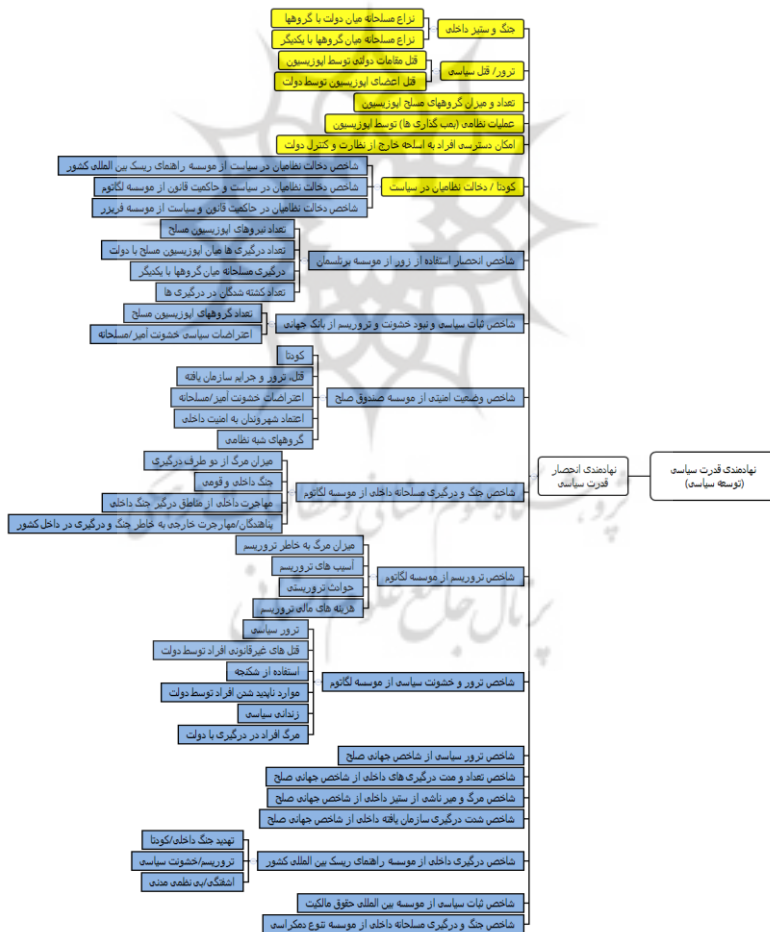 نهادمندی قدرت سیاسی
(توسعه سیاسی)
نهادمندی انحصار
قدرت سیاسی
جنگ و ستیز داخلی
نزاع مسلحانه میان دولت با گروهها
نزاع مسلحانه میان گروهها با یکدیگر
ترور/ قتل سیاسی
قتل مقامات دولتی توسط اپوزیسیون
قتل اعضای اپوزیسیون توسط دولت
تعداد و میزان گروههای مسلح اپوزیسیون
عملیات نظامی (بمب گذاری ها) توسط اپوزیسیون
امکان دسترسی افراد به اسلحه خارج از نظارت و کنترل دولت
کودتا / دخالت نظامیان در سیاست
شاخص دخالت نظامیان در سیاست از موسسه راهنمای ریسک بین المللی کشور
شاخص دخالت نظامیان در سیاست و حاکمیت قانون از موسسه لگاتوم
شاخص دخالت نظامیان در حاکمیت قانون و سیاست از موسسه فریزر
شاخص انحصار استفاده از زور از موسسه برتلسمان
تعداد نیروهای اپوزیسیون مسلح
تعداد درگیری ها میان اپوزیسیون مسلح با دولت
درگیری مسلحانه میان گروهها با یکدیگر
تعداد کشته شدگان در درگیری ها
شاخص ثبات سیاسی و نبود خشونت و تروریسم از بانک جهانی
تعداد گروههای اپوزیسیون مسلح
اعتراضات سیاسی خشونت آمیز/مسلحانه
شاخص وضعیت امنیتی از موسسه صندوق صلح
کودتا
قتل، ترور و جرایم سازمان یافته
اعتراضات خشونت آمیز/مسلحانه
اعتماد شهروندان به امنیت داخلی
گروههای شبه نظامی
شاخص جنگ و درگیری مسلحانه داخلی از موسسه لگاتوم
میزان مرگ از دو طرف درگیری
جنگ داخلی و قومی
مهاجرت داخلی از مناطق درگیر جنگ داخلی
پناهندگان/مهارجرت خارجی به خاطر جنگ و درگیری در داخل کشور
شاخص تروریسم از موسسه لگاتوم
میزان مرگ به خاطر تروریسم
آسیب های تروریسم
حوادث تروریستی
هزینه های مالی تروریسم
شاخص ترور و خشونت سیاسی از موسسه لگاتوم
ترور سیاسی
قتل های غیرقانونی افراد توسط دولت
استفاده از شکنجه
موارد ناپدید شدن افراد توسط دولت
زندانی سیاسی
مرگ افراد در درگیری با دولت
شاخص ترور سیاسی از شاخص جهانی صلح
شاخص تعداد و مدت درگیری های داخلی از شاخص جهانی صلح
شاخص مرگ و میر ناشی از ستیز داخلی از شاخص جهانی صلح
شاخص شدت درگیری سازمان یافته داخلی از شاخص جهانی صلح
شاخص درگیری داخلی از موسسه راهنمای ریسک بین المللی کشور
تهدید جنگ داخلی/کودتا
تروریسم/خشونت سیاسی
آشفتگی/بی نظمی مدنی
شاخص ثبات سیاسی از موسسه بین المللی حقوق مالکیت
شاخص جنگ و درگیری مسلحانه داخلی از موسسه تنوع دمکراسی
پرتال جامع علوم انسانی